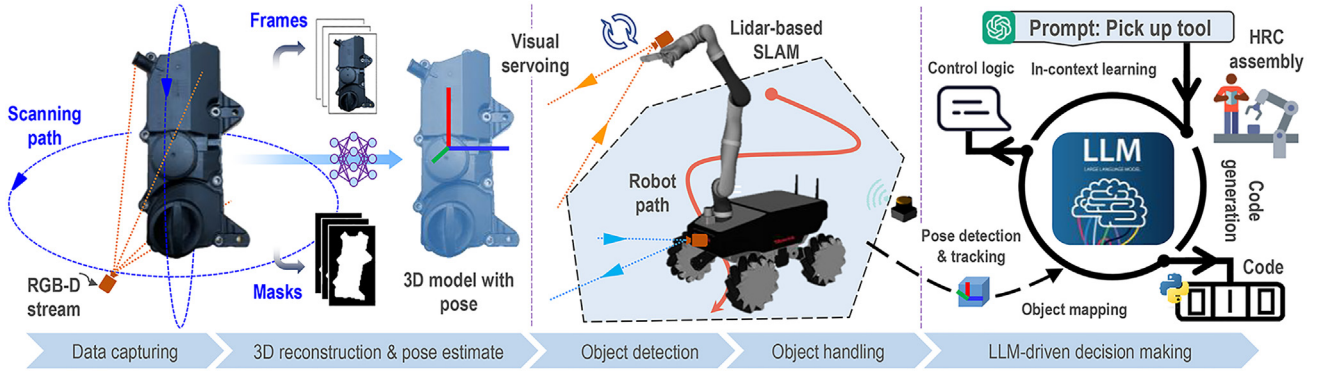 Frames
Scanning
path
RGB-D
stream
Masks
3D model with
pose
Visual
servoing
Lidar-based
SLAM
Robot
path
Pose detection
& tracking
Object mapping
Prompt: Pick up tool
Control logic
In-context learning
HRC
assembly
LLM
LARGE LANGUAGE MODEL
Code
generation
Code
Data capturing
3D reconstruction & pose estimate
Object detection
Object handling
LLM-driven decision making